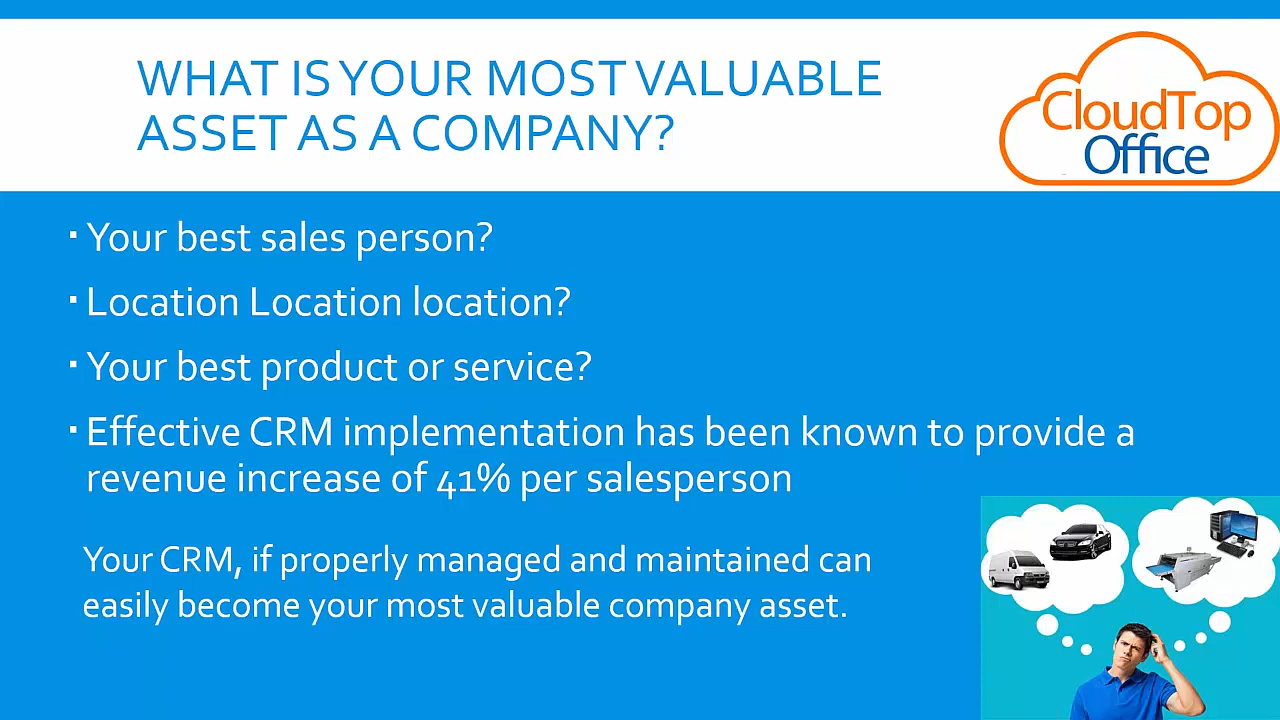 WHAT IS YOUR MOST VALUABLE
ASSET AS A COMPANY?
CloudTop
Office
Your best sales person?
Location Location location?
Your best product or service?
Effective CRM implementation has been known to provide a
revenue increase of 41% per salesperson
Your CRM, if properly managed and maintained can
easily become your most valuable company asset.